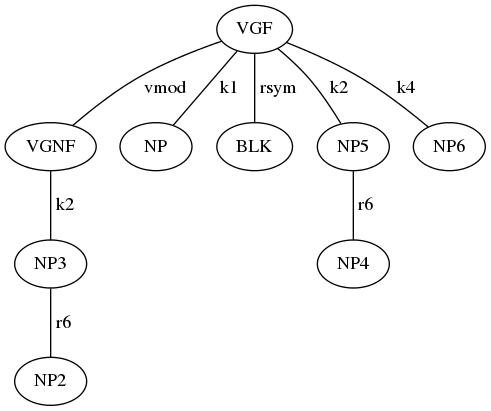 VGF
vmod k1 rsym k2 k4
VGNF NP BLK NP5 NP6
k2 r6
NP3 NP4
r6
NP2